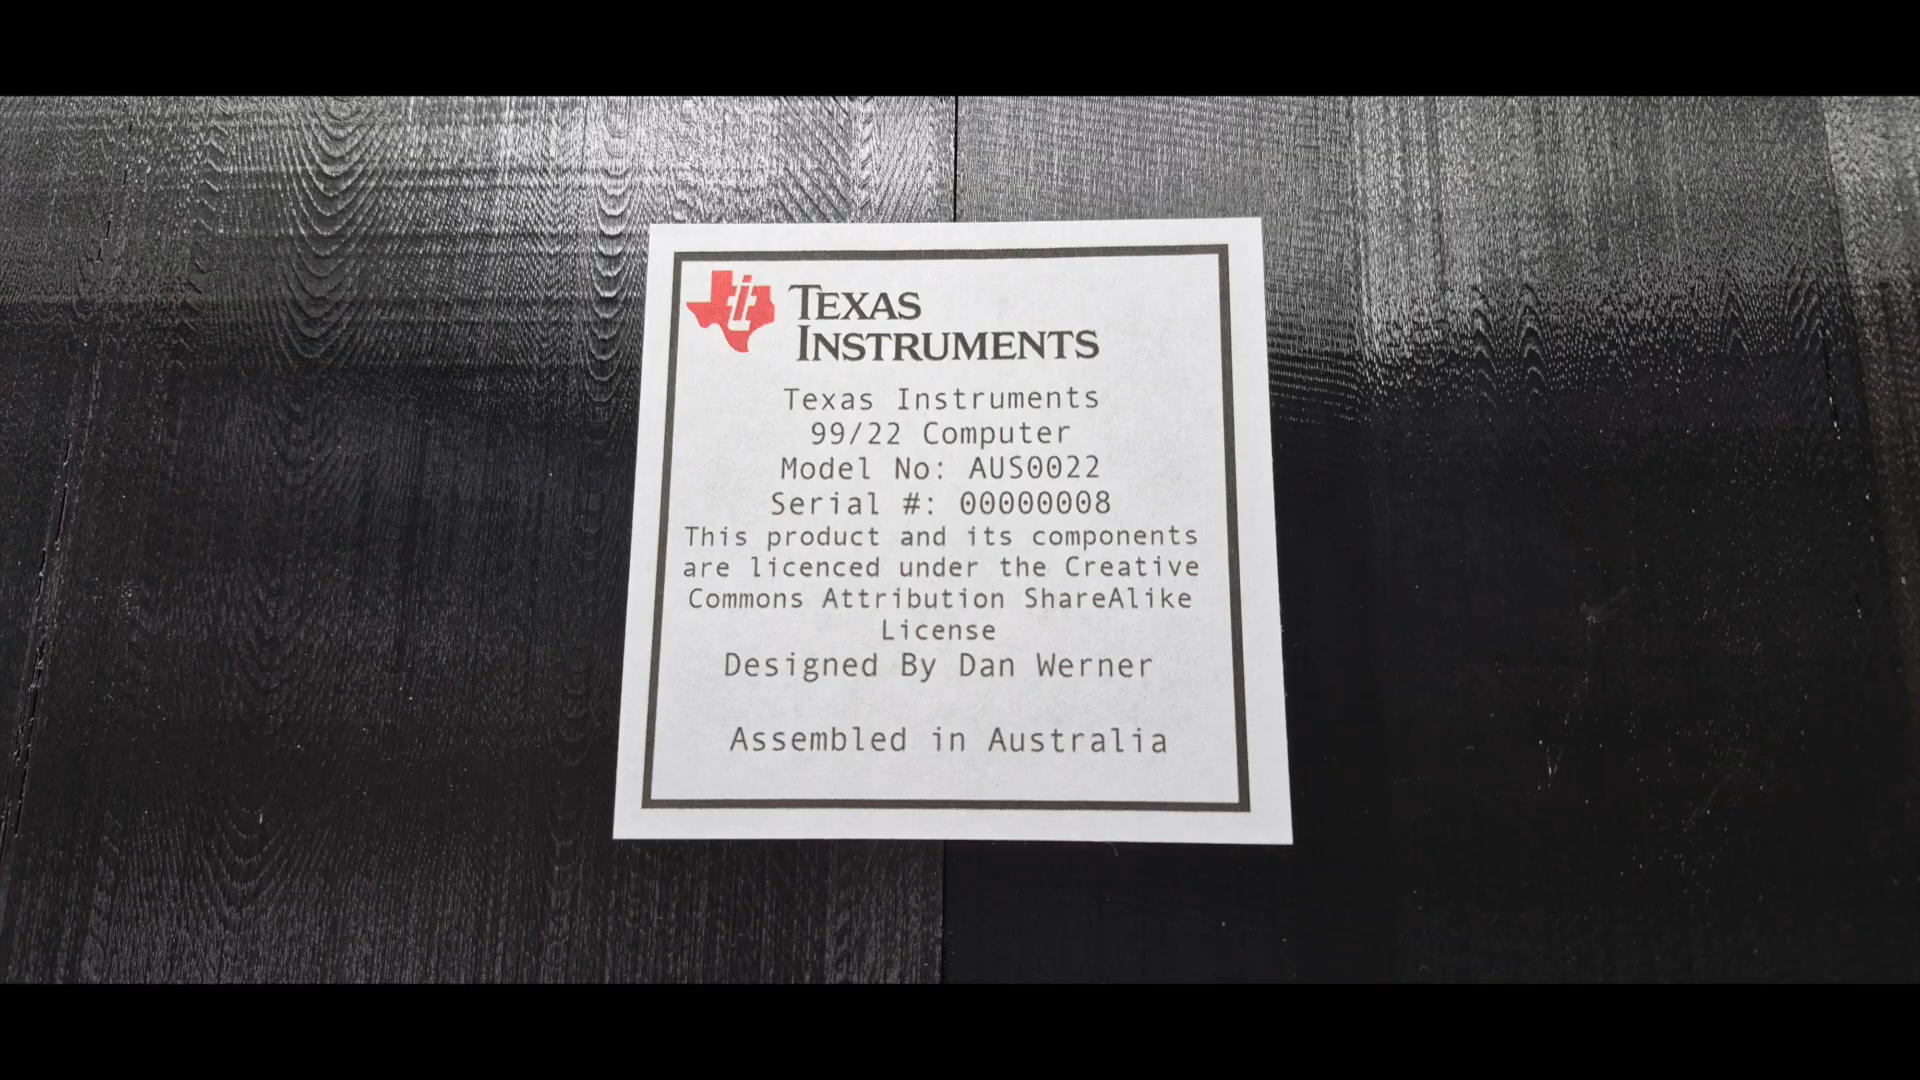 TEXAS
INSTRUMENTS
Texas Instruments
99/22 Computer
Model No: AUS0022
Serial #: 00000008
This product and its components
are licenced under the Creative
Commons Attribution ShareAlike
License
Designed By Dan Werner
Assembled in Australia